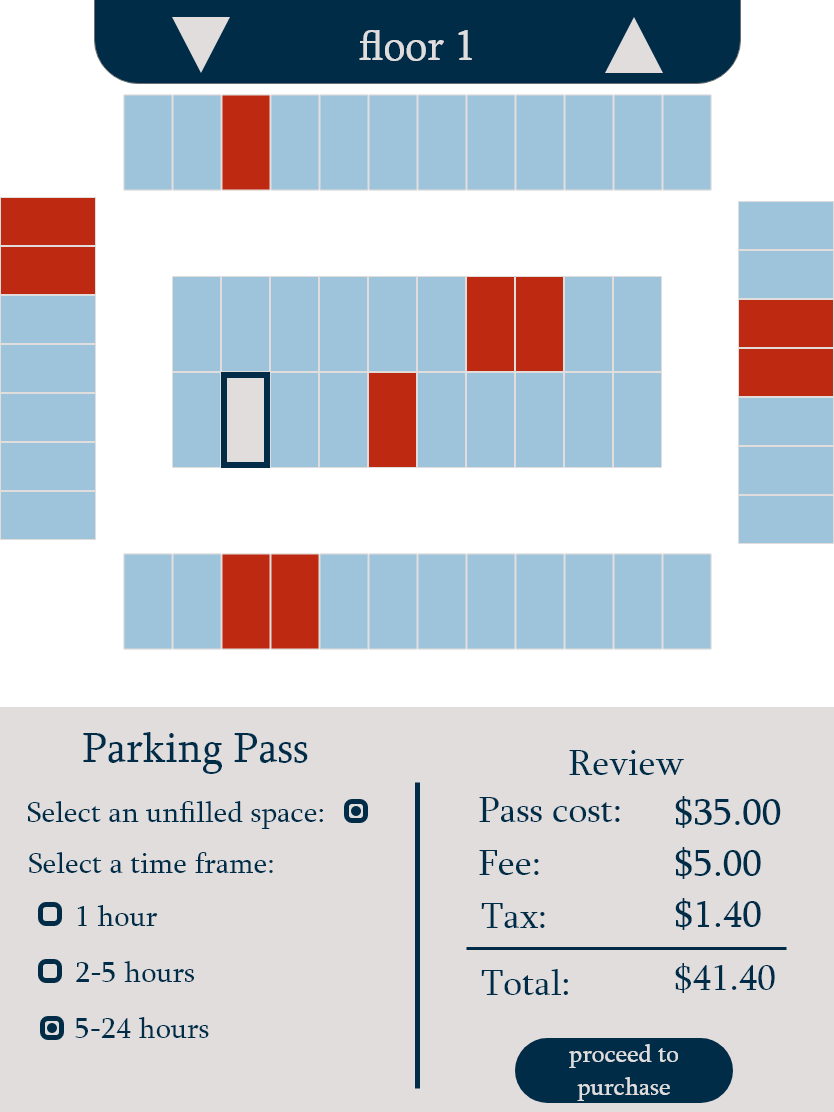 floor 1
Parking Pass
Select an unfilled space:
Select a time frame:
1 hour
2-5 hours
5-24 hours
Review
Pass cost: $35.00
Fee: $5.00
Tax: $1.40
Total: $41.40
proceed to
purchase